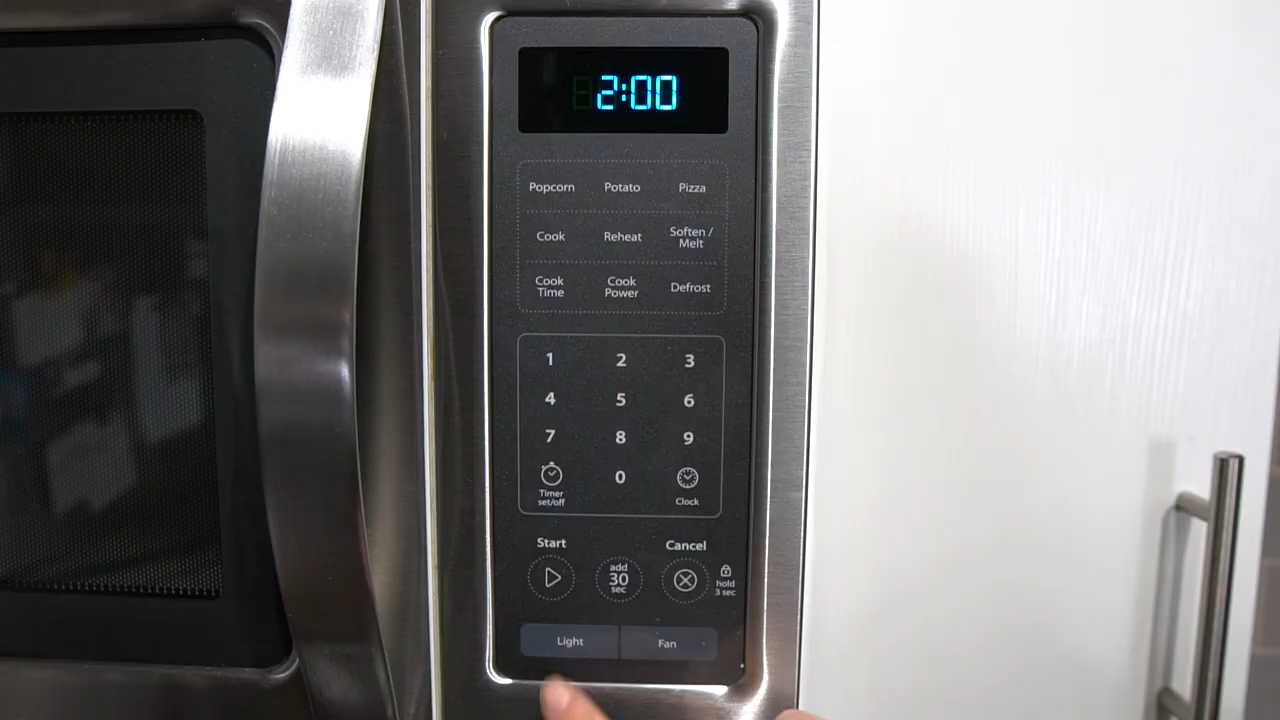 2:00
Popcorn Potato Pizza
Cook Reheat Soften /
Melt
Cook Cook Defrost
Time Power
1 2 3
4 5 6
7 8 9
0
Timer
set/off
Clock
Start Cancel
add
30
sec
hold
3 sec
Light Fan